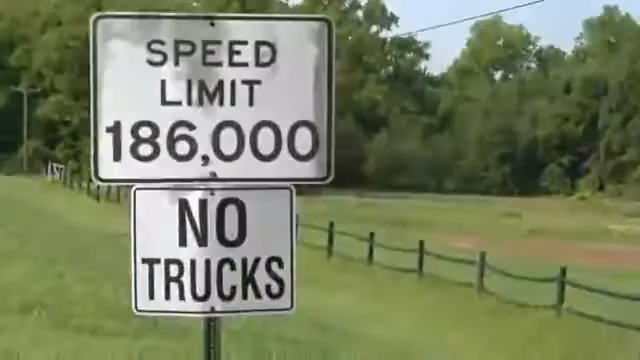 SPEED
LIMIT
186,000
NO
TRUCKS